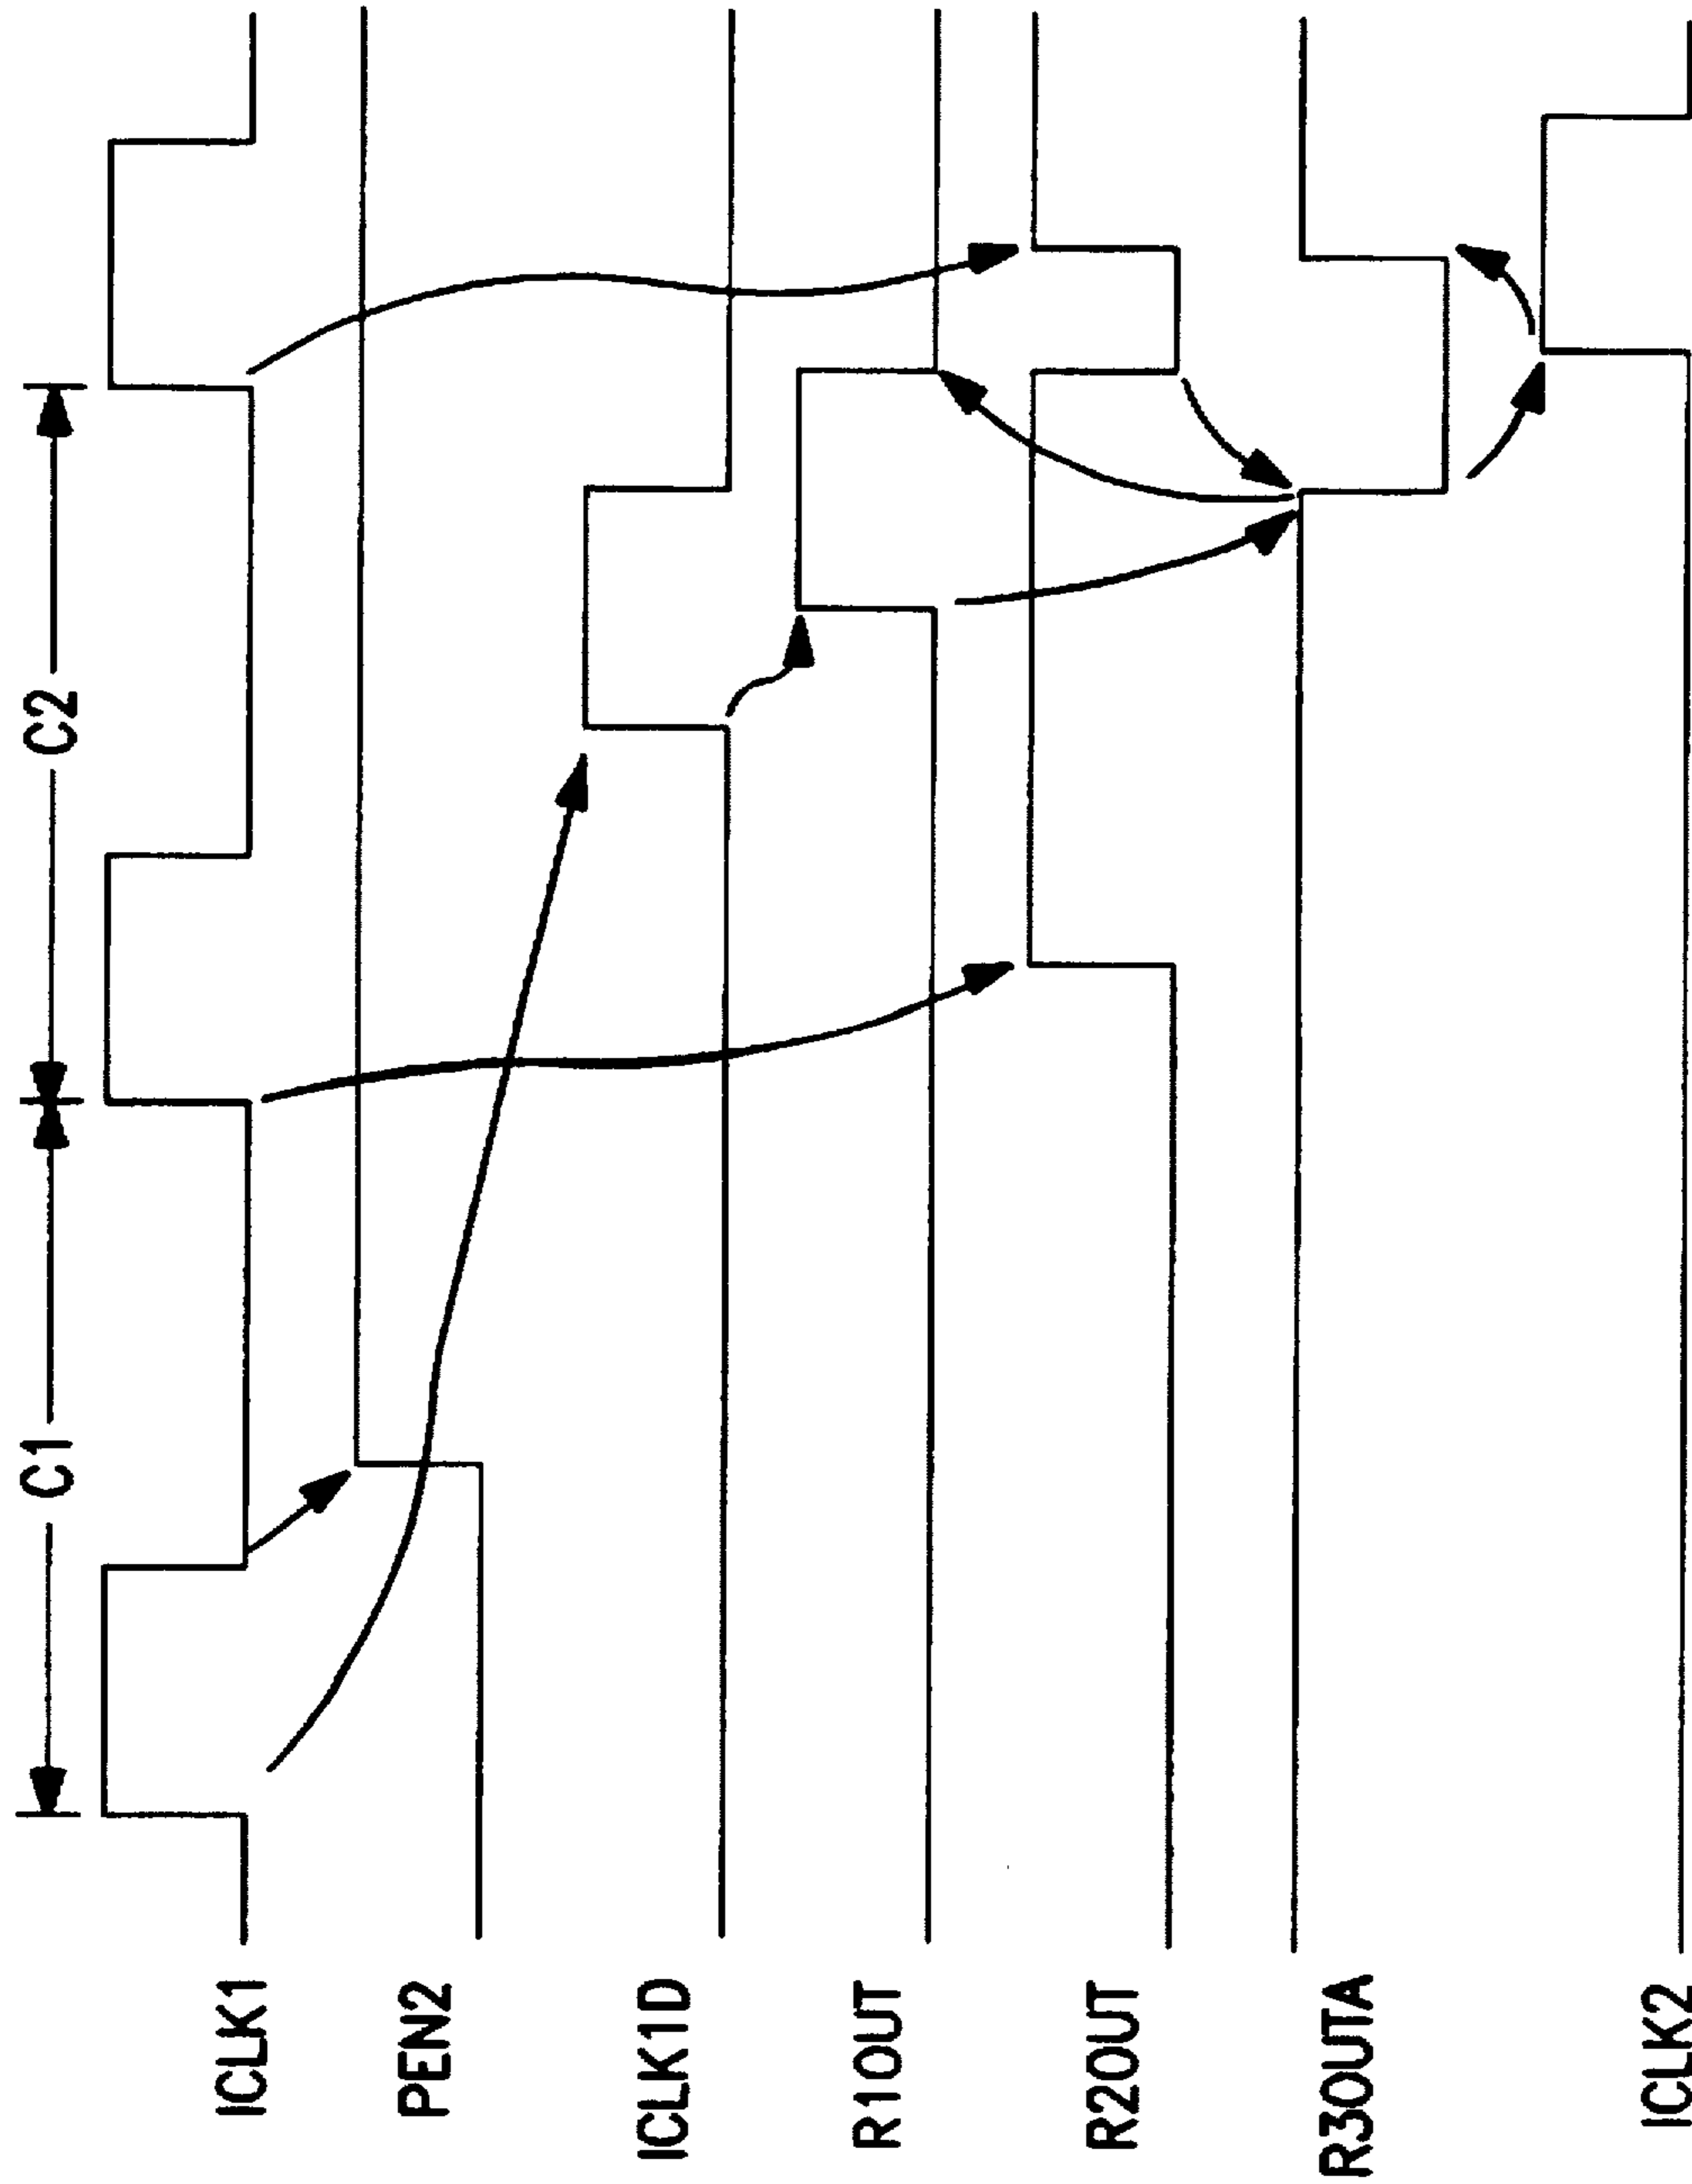 C1
C2
ICLK1
PEN2
ICLK1D
R1OUT
R2OUT
R3OUTA
ICLK2